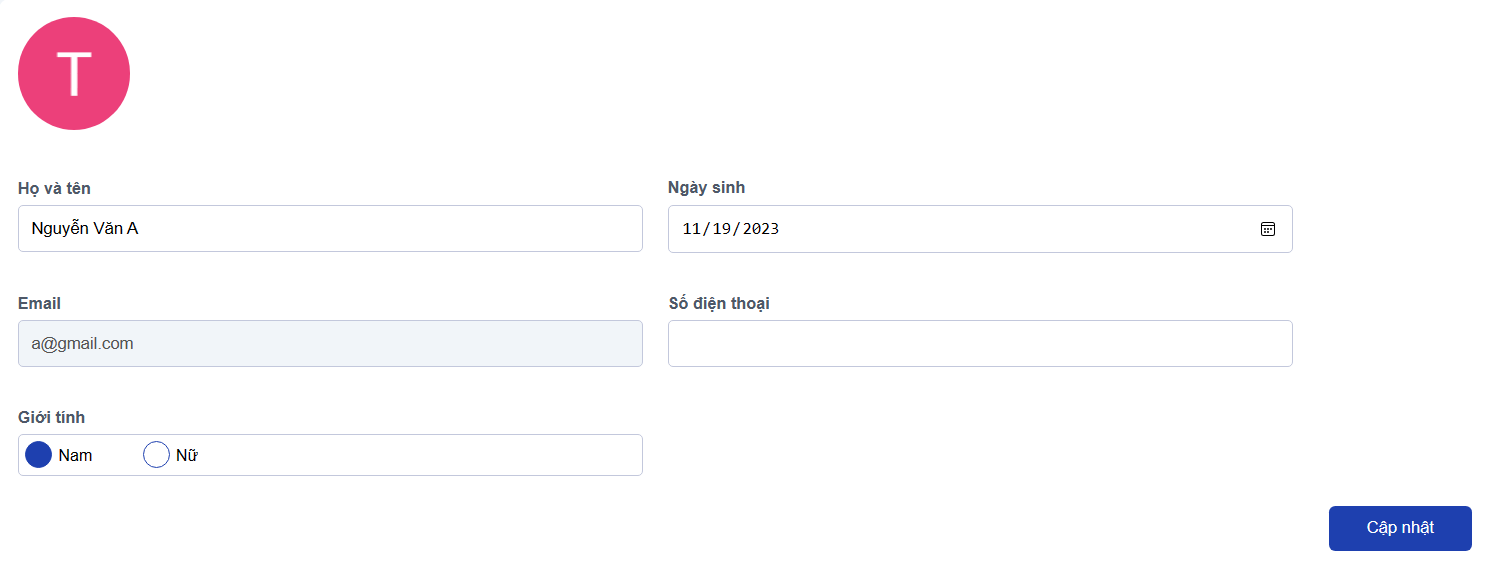 T
Họ và tên
Ngày sinh
Nguyễn Văn A
11/19/2023
Email
Số điện thoại
a@gmail.com
Giới tính
Nam
Nữ
Cập nhật